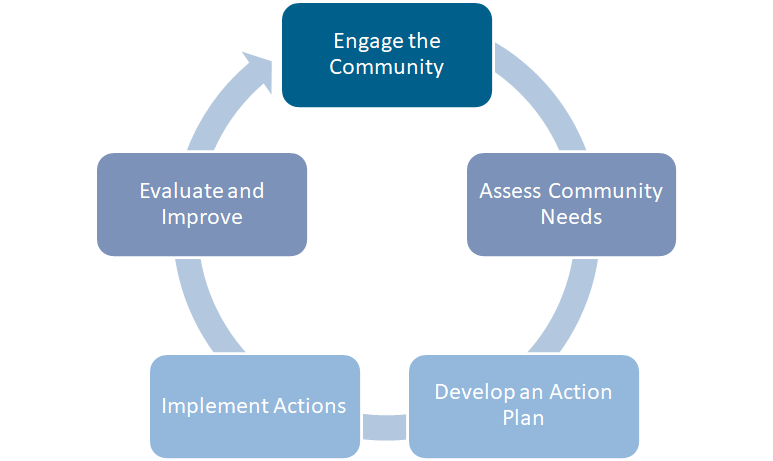 Engage the
Community
Assess Community
Needs
Develop an Action
Plan
Implement Actions
Evaluate and
Improve